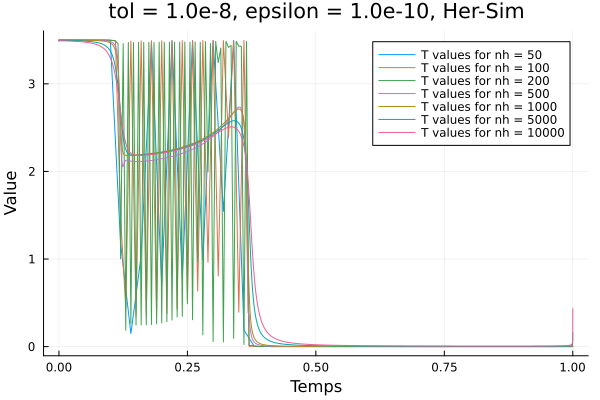 tol = 1.0e-8, epsilon = 1.0e-10, Her-Sim
T values for nh = 50
T values for nh = 100
T values for nh = 200
T values for nh = 500
T values for nh = 1000
T values for nh = 5000
T values for nh = 10000
Value
3
2
1
0
0.00 0.25 0.50 0.75 1.00
Temps